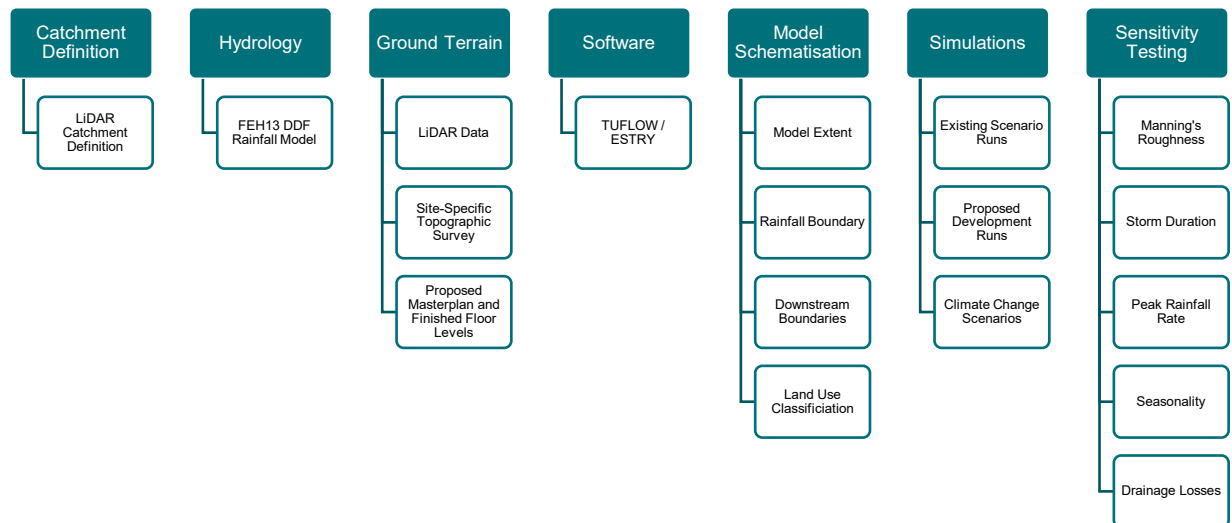 Catchment
Definition
LiDAR
Catchment
Definition
Hydrology
FEH13 DDF
Rainfall Model
Ground Terrain
LiDAR Data
Site-Specific
Topographic
Survey
Proposed
Masterplan and
Finished Floor
Levels
Software
TUFLOW /
ESTRY
Model
Schematisation
Model Extent
Rainfall Boundary
Downstream
Boundaries
Land Use
Classificiation
Simulations
Existing Scenario
Runs
Proposed
Development
Runs
Climate Change
Scenarios
Sensitivity
Testing
Manning's
Roughness
Storm Duration
Peak Rainfall
Rate
Seasonality
Drainage Losses